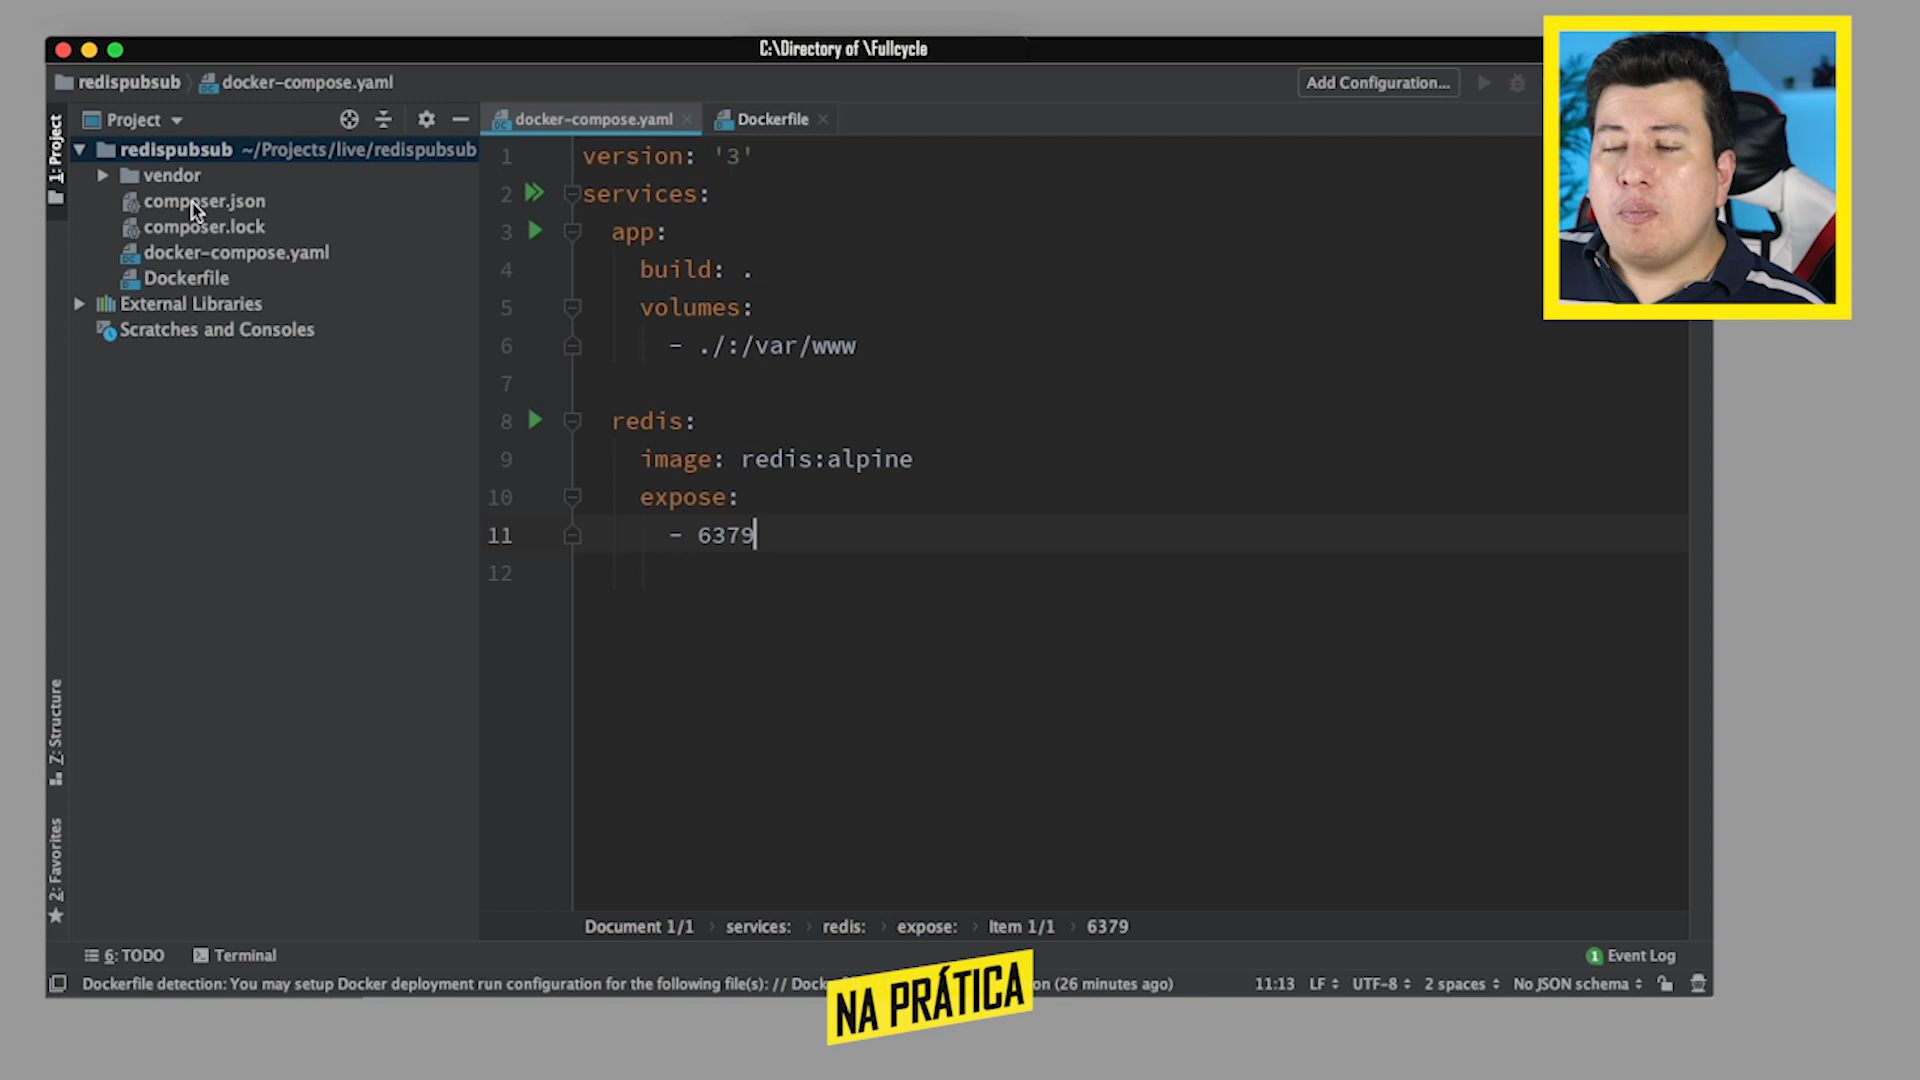 C:\Directory of \Fullcycle
redispubsub
docker-compose.yaml
Add Configuration...
1: Project
Project
docker-compose.yaml
Dockerfile
redispubsub ~/Projects/live/redispubsub
vendor
composer.json
composer.lock
docker-compose.yaml
Dockerfile
External Libraries
Scratches and Consoles
1 version: '3'
2 services:
3 app:
4 build: .
5 volumes:
6 - ./:/var/www
7
8 redis:
9 image: redis:alpine
10 expose:
11 - 6379
12
Z: Structure
2: Favorites
Document 1/1 › services: › redis: › expose: › Item 1/1 › 6379
6: TODO
Terminal
1 Event Log
Dockerfile detection: You may setup Docker deployment run configuration for the following file(s): // Dock
on (26 minutes ago)
11:13 LF UTF-8 2 spaces No JSON schema
NA PRÁTICA